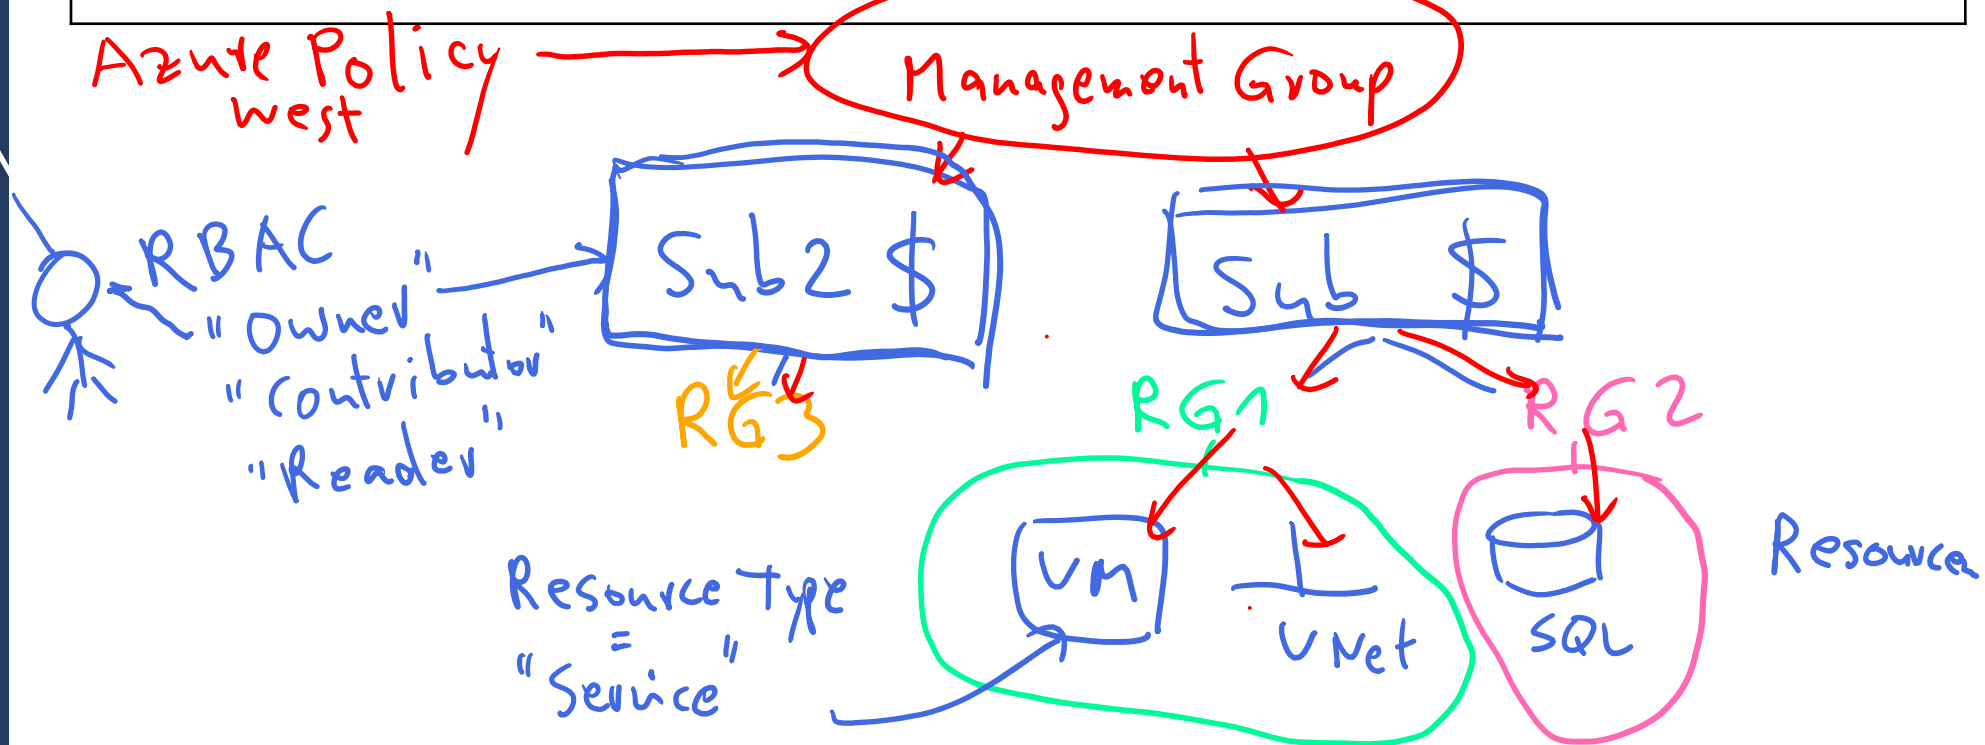 Azure Policy
west
Management Group
RBAC
"Owner"
"Contributor"
"Reader"
Sub2 $
Sub $
RG3
RG1
RG2
VM
VNet
SQL
Resource
Resource Type
=
"Service"